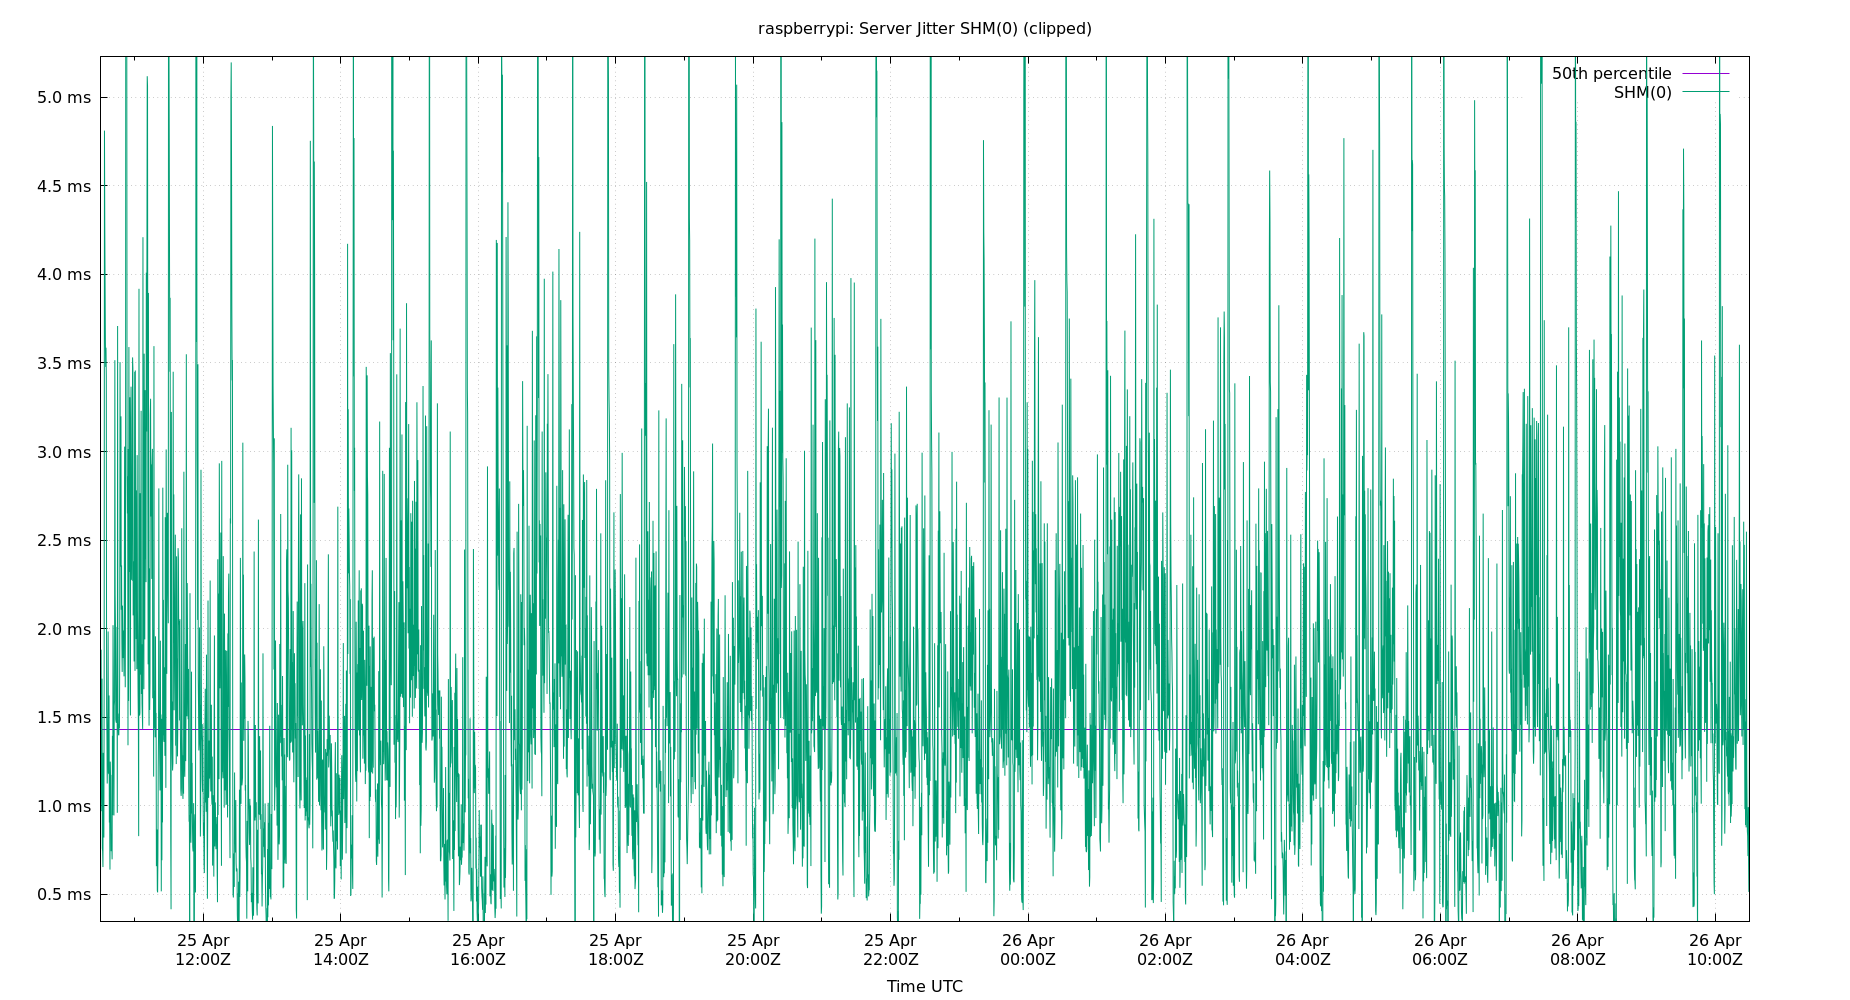 raspberrypi: Server Jitter SHM(0) (clipped)
50th percentile
SHM(0)
5.0 ms
4.5 ms
4.0 ms
3.5 ms
3.0 ms
2.5 ms
2.0 ms
1.5 ms
1.0 ms
0.5 ms
25 Apr 25 Apr 25 Apr 25 Apr 25 Apr 25 Apr 26 Apr 26 Apr 26 Apr 26 Apr 26 Apr 26 Apr
12:00Z 14:00Z 16:00Z 18:00Z 20:00Z 22:00Z 00:00Z 02:00Z 04:00Z 06:00Z 08:00Z 10:00Z
Time UTC